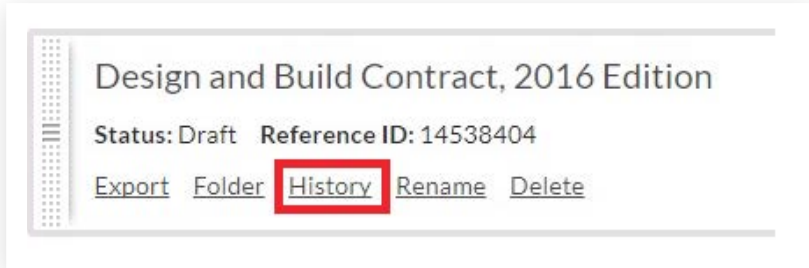 Design and Build Contract, 2016 Edition
Status: Draft Reference ID: 14538404
Export Folder History Rename Delete